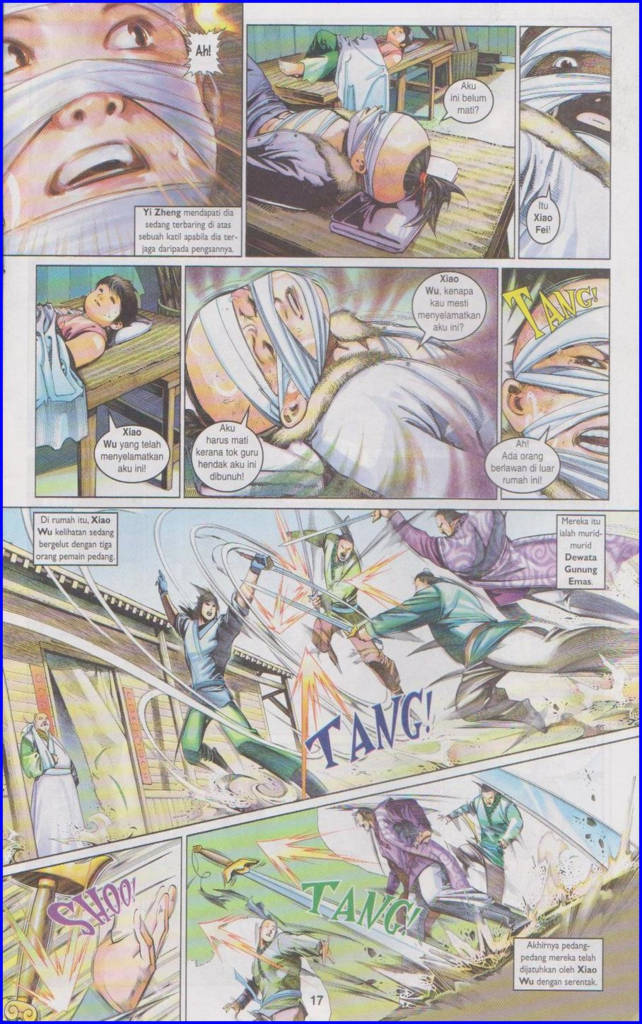 Ah!
Yi Zheng mendapati dia
sedang terbaring di atas
sebuah katil apabila dia ter-
jaga daripada pengsannya.
Aku
ini belum
mati?
Itu
Xiao
Fei!
Xiao
Wu yang telah
menyelamatkan
aku ini!
Xiao
Wu, kenapa
kau mesti
menyelamatkan
aku ini?
Aku
harus mati
kerana tok guru
hendak aku ini
dibunuh!
TANG!
Ah!
Ada orang
berlawan di luar
rumah ini!
Di rumah itu, Xiao
Wu kelihatan sedang
bergelut dengan tiga
orang pemain pedang.
Mereka itu
murid-
murid
Dewata
Gunung
Emas.
TANG!
SHOO!
TANG!
Akhirnya pedang-
pedang mereka telah
dijatuhkan oleh Xiao
Wu dengan serentak.
17